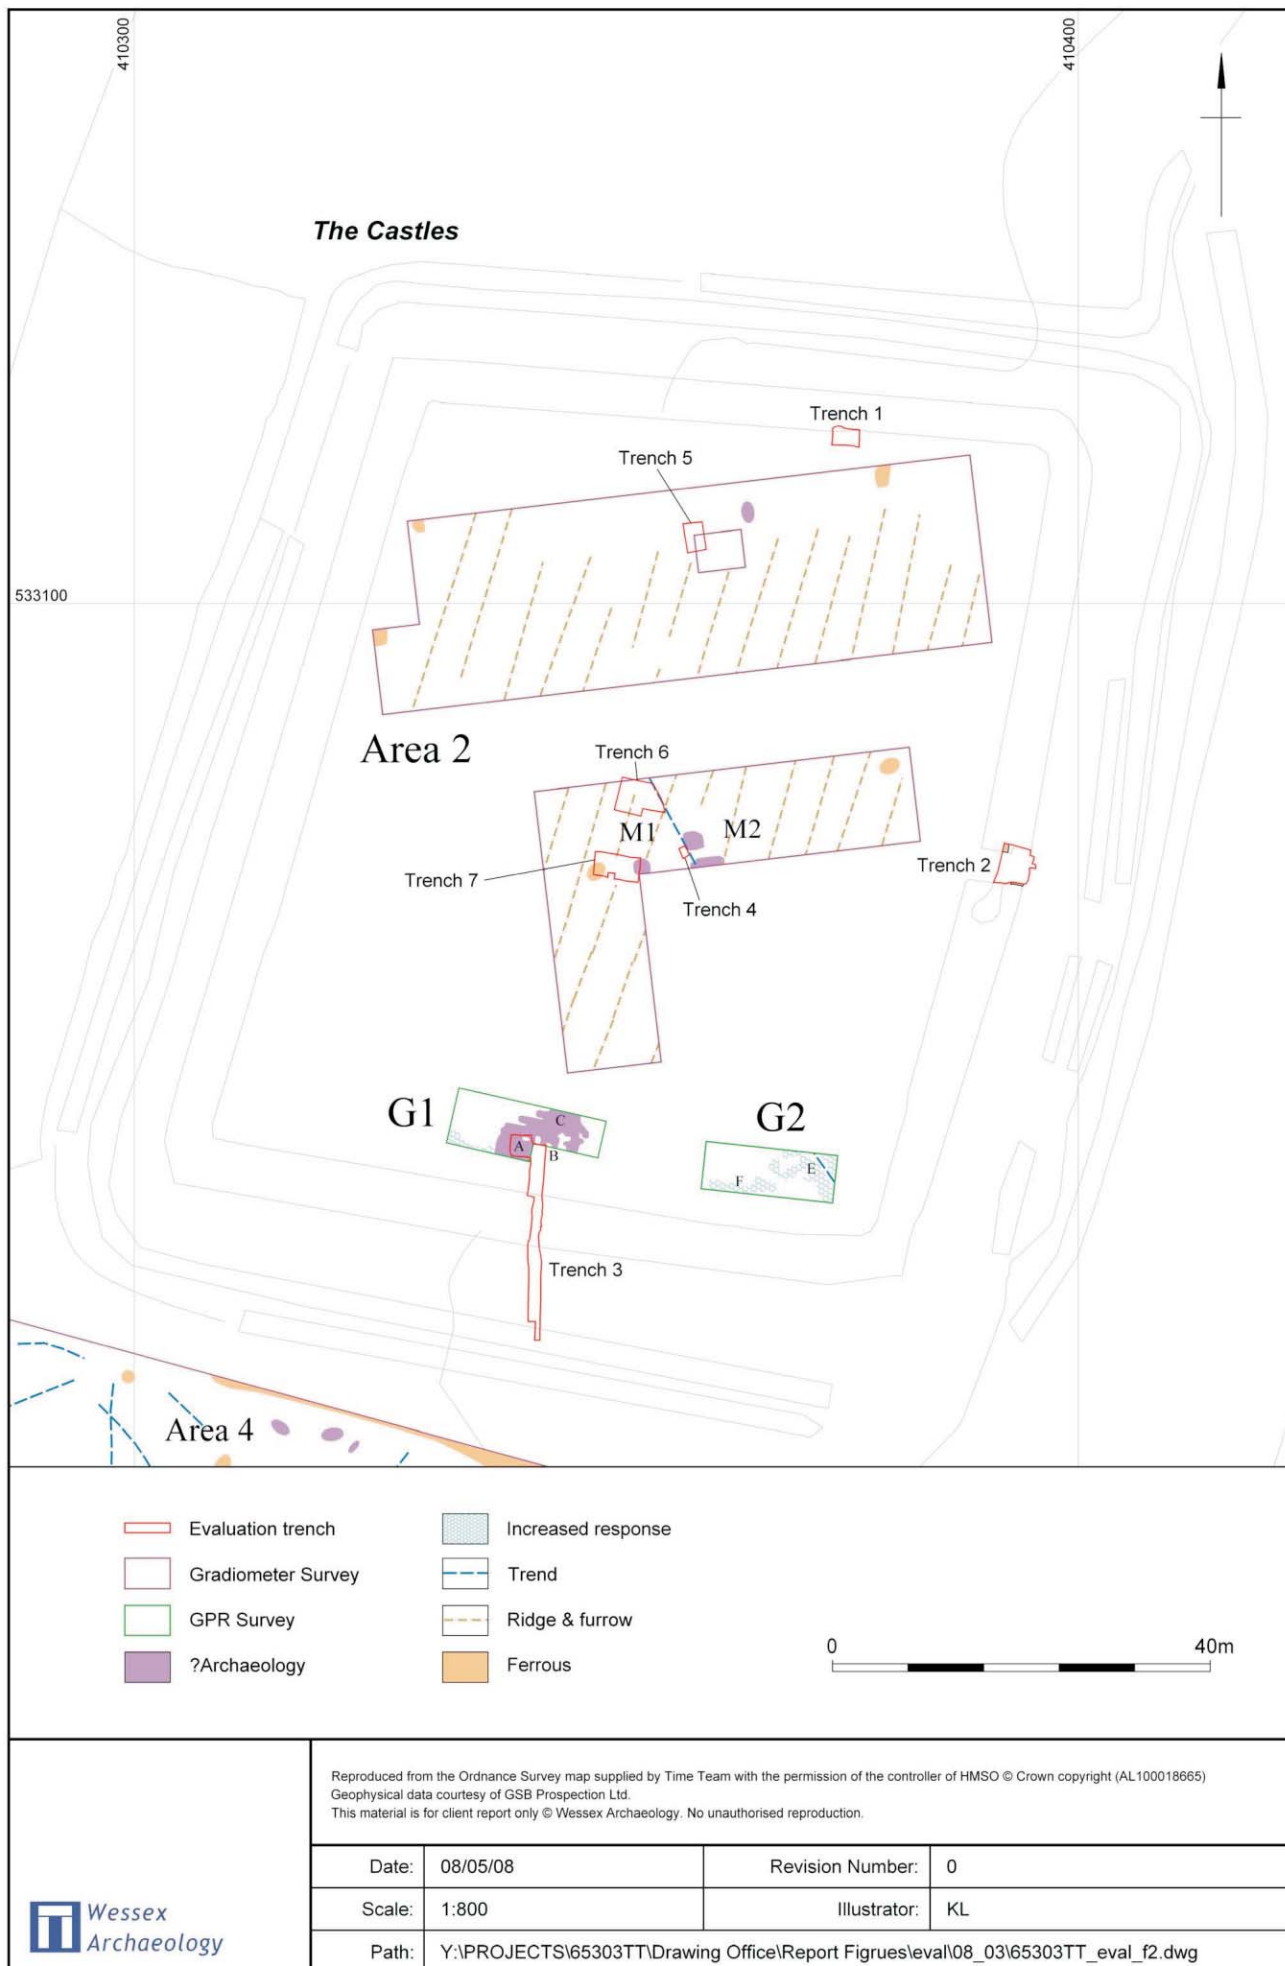 410300
410400
The Castles
Trench 1
Trench 5
533100
Area 2
Trench 6
M1
M2
Trench 7
Trench 2
Trench 4
G1
C
A
B
G2
E
F
Trench 3
Area 4
Evaluation trench
Gradiometer Survey
GPR Survey
?Archaeology
Increased response
Trend
Ridge & furrow
Ferrous
0
40m
Wessex
Archaeology
Reproduced from the Ordnance Survey map supplied by Time Team with the permission of the controller of HMSO © Crown copyright (AL100018665)
Geophysical data courtesy of GSB Prospection Ltd.
This material is for client report only © Wessex Archaeology. No unauthorised reproduction.
Date: 08/05/08 Revision Number: 0
Scale: 1:800 Illustrator: KL
Path: Y:\PROJECTS\65303TT\Drawing Office\Report Figrues\eval\08_03\65303TT_eval_f2.dwg